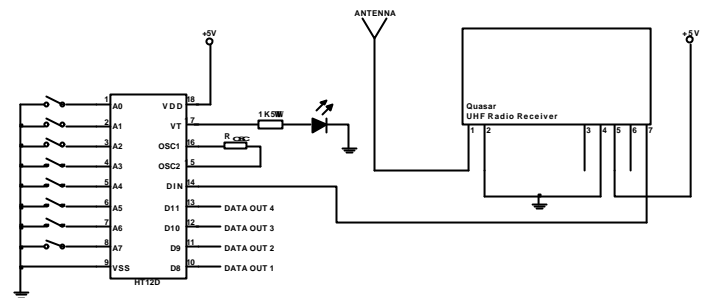 ANTENNA
+5V
+5V
1 A0 VDD 18
2 A1 VT 17
1K5
3 A2 OSC1 16
R OSC
4 A3 OSC2 5
5 A4 DIN 14
6 A5 D11 13 DATA OUT 4
7 A6 D10 12 DATA OUT 3
8 A7 D9 11 DATA OUT 2
9 VSS D8 10 DATA OUT 1
HT12D
Quasar
UHF Radio Receiver
1 2 3 4 5 6 7